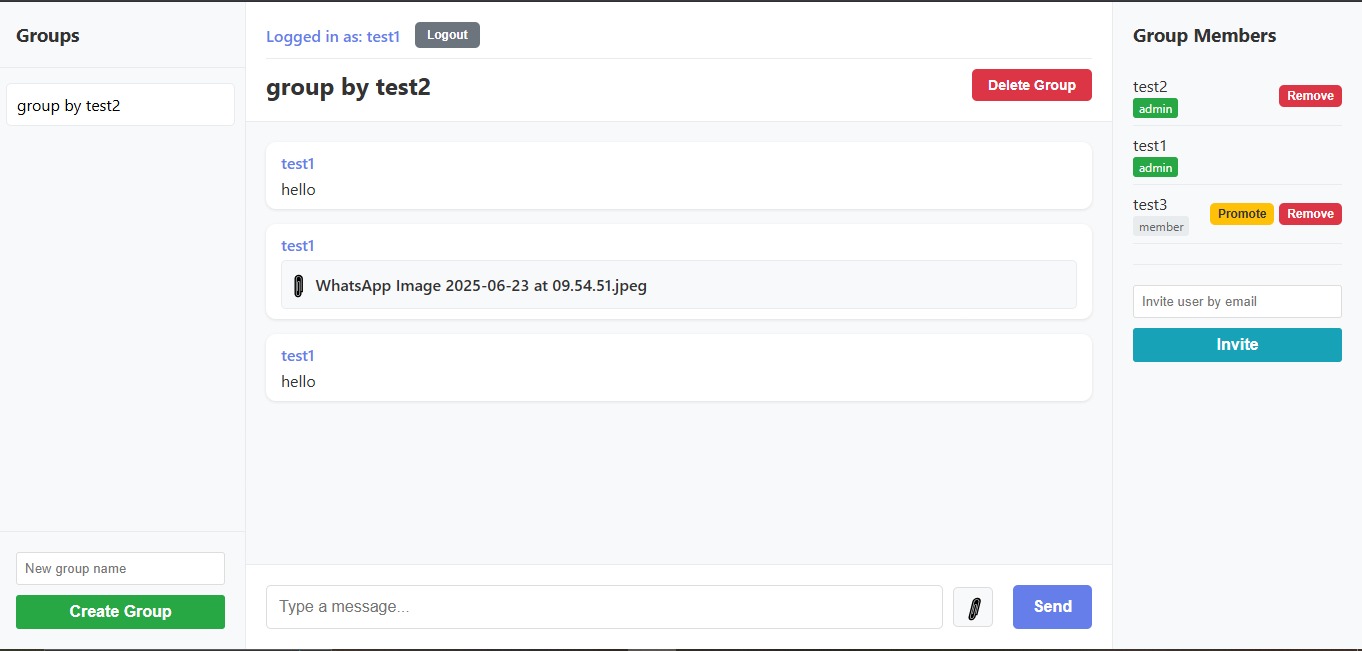 Groups
group by test2
New group name
Create Group
Logged in as: test1 Logout
group by test2
Delete Group
test1
hello
test1
WhatsApp Image 2025-06-23 at 09.54.51.jpeg
test1
hello
Type a message...
Send
Group Members
test2
admin
Remove
test1
admin
test3
member
Promote Remove
Invite user by email
Invite